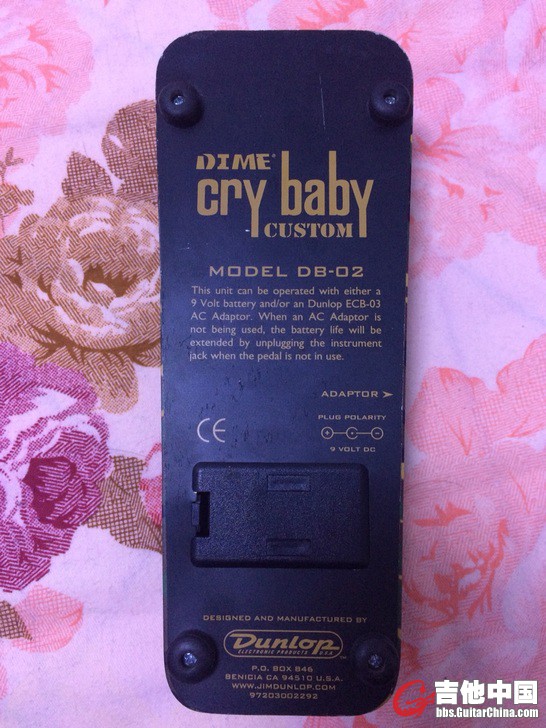 DIME®
cry baby
CUSTOM
MODEL DB-02
This unit can be operated with either a
9 Volt battery and/or an Dunlop ECB-03
AC Adaptor. When an AC Adaptor is
not being used, the battery life will be
extended by unplugging the instrument
jack when the pedal is not in use.
ADAPTOR ➤
PLUG POLARITY
+ - −
9 VOLT DC
CE
DESIGNED AND MANUFACTURED BY
Dunlop
ELECTRONIC PRODUCTS U.S.A.
P.O. BOX 846
BENICIA CA 94510 U.S.A.
WWW.JIMDUNLOP.COM
97203002292
吉他中国
bbs.GuitarChina.com